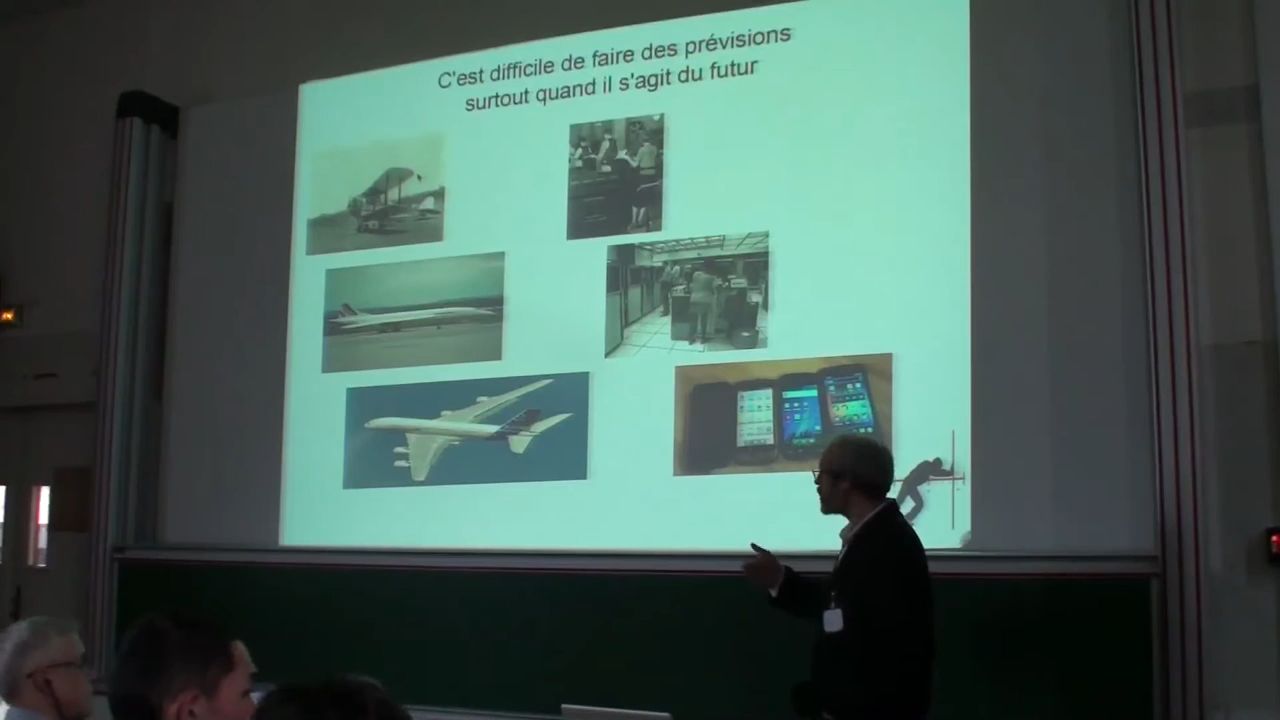 C'est difficile de faire des prévisions
surtout quand il s'agit du futur